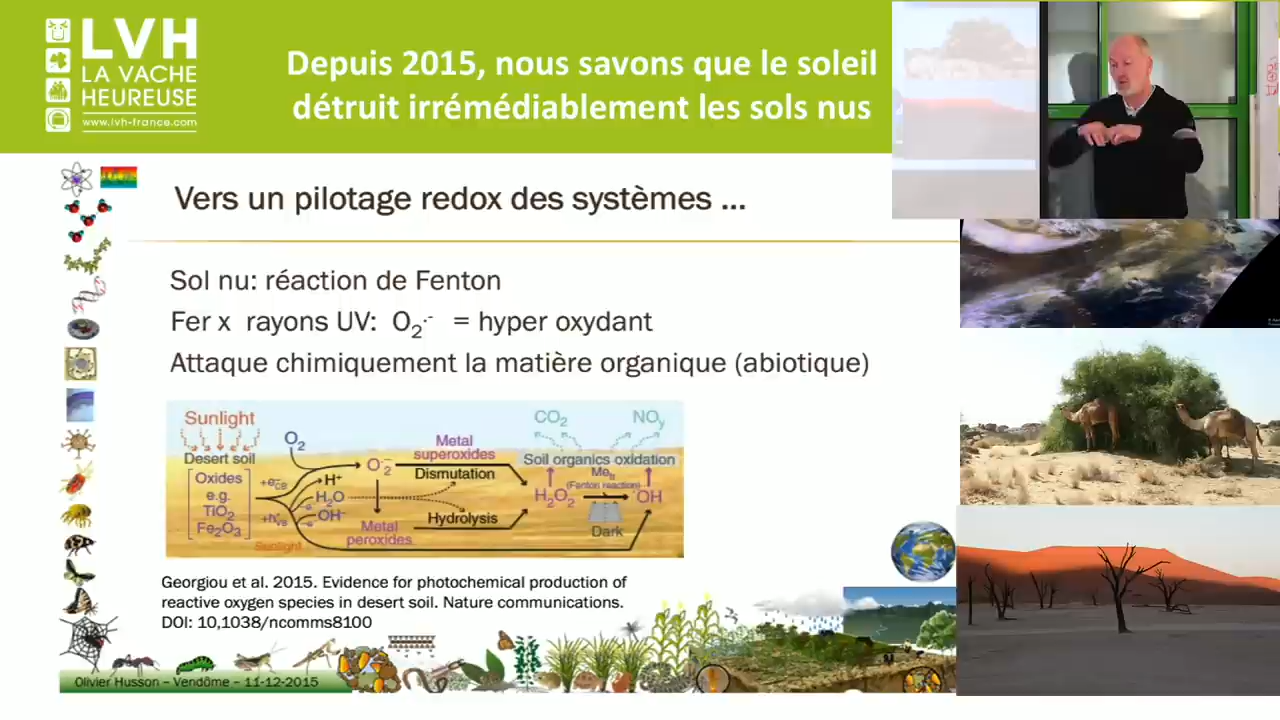 LVH
LA VACHE
HEUREUSE
www.lvh-france.com
Depuis 2015, nous savons que le soleil
détruit irrémédiablement les sols nus
Vers un pilotage redox des systèmes ...
Sol nu: réaction de Fenton
Fer x rayons UV: O2·- = hyper oxydant
Attaque chimiquement la matière organique (abiotique)
Sunlight
Desert soil
Oxides
e.g.
TiO2
Fe2O3
O2
+e-CB
+h+VB
H+
H2O
OH-
Sunlight
O2·-
Metal
peroxides
Metal
superoxides
Dismutation
Hydrolysis
CO2
NOy
Soil organics oxidation
Men
(Fenton reaction)
H2O2
·OH
Dark
Georgiou et al. 2015. Evidence for photochemical production of
reactive oxygen species in desert soil. Nature communications.
DOI: 10,1038/ncomms8100
Olivier Husson – Vendôme – 11-12-2015